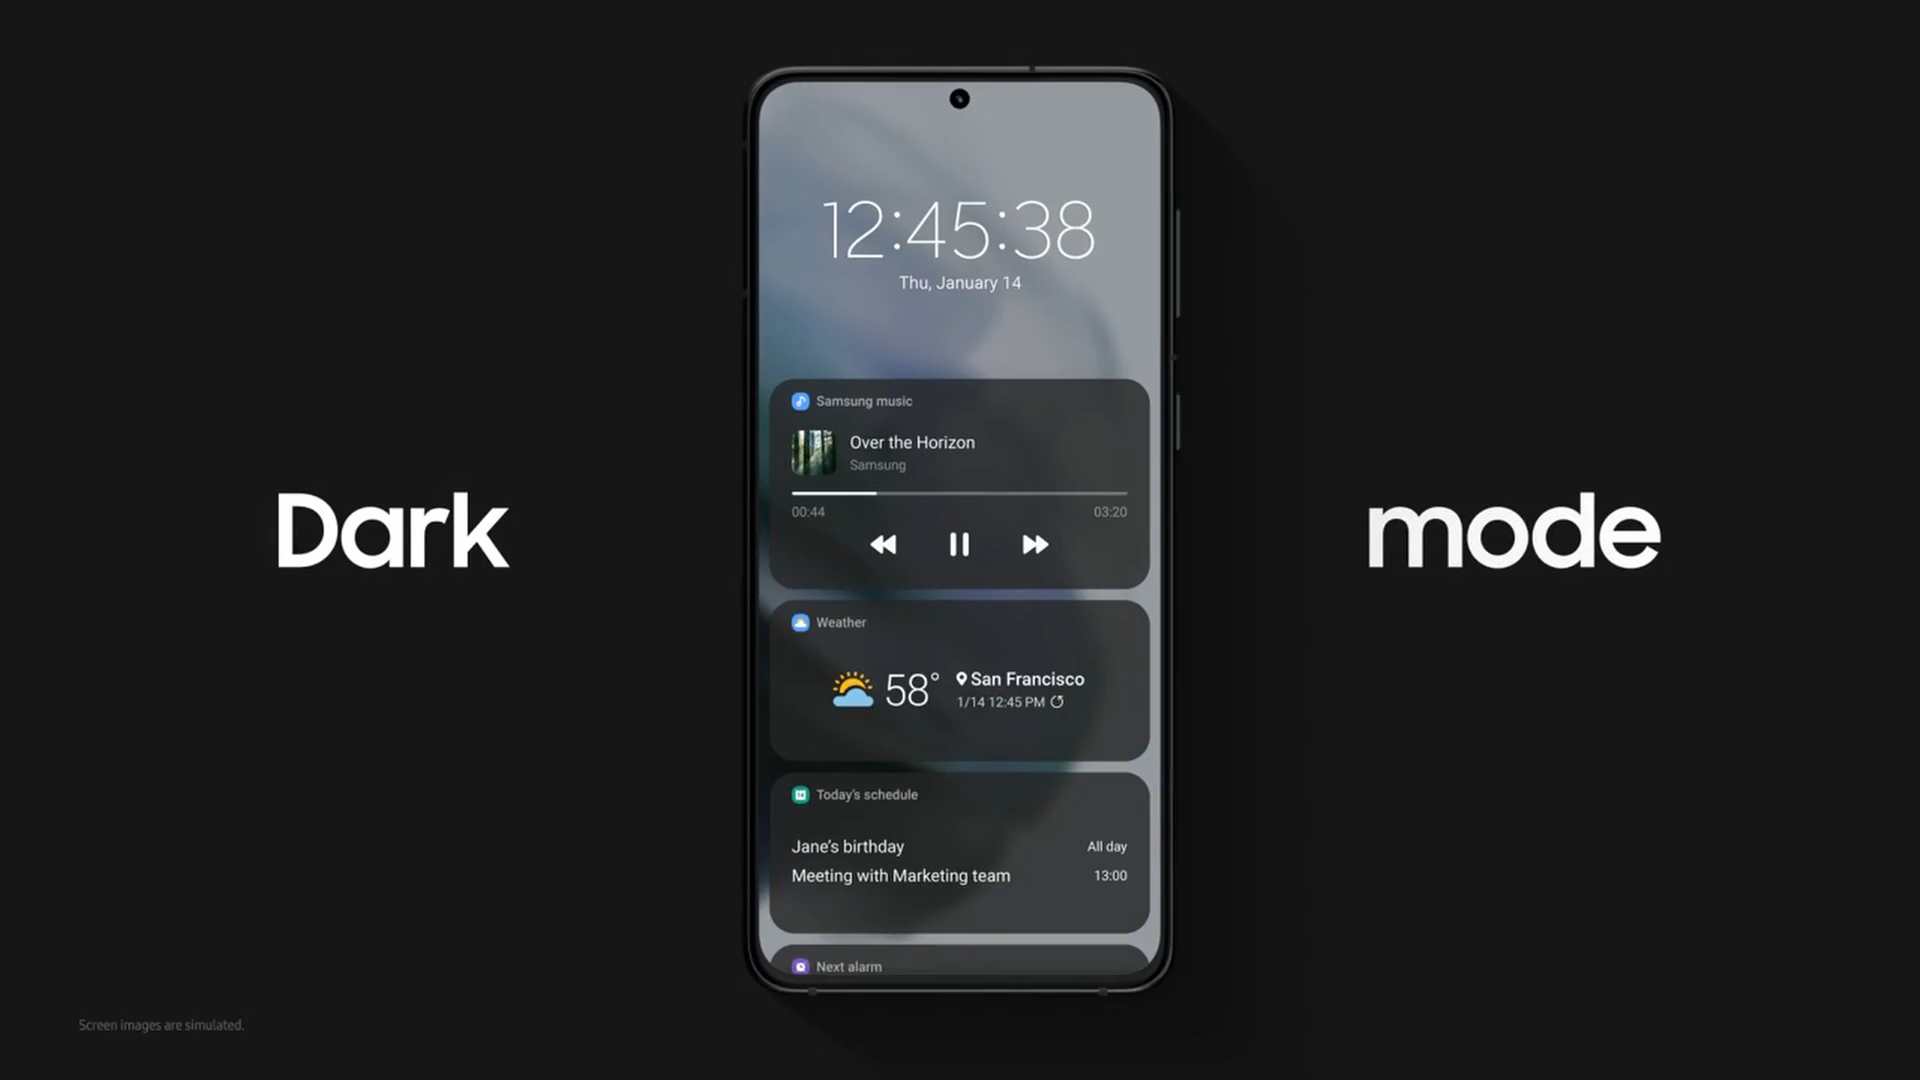 12:45:38
Thu, January 14
Samsung music
Over the Horizon
Samsung
00:44 03:20
Dark mode
Weather
58° San Francisco
1/14 12:45 PM
Today's schedule
Jane's birthday All day
Meeting with Marketing team 13:00
Next alarm
Screen images are simulated.